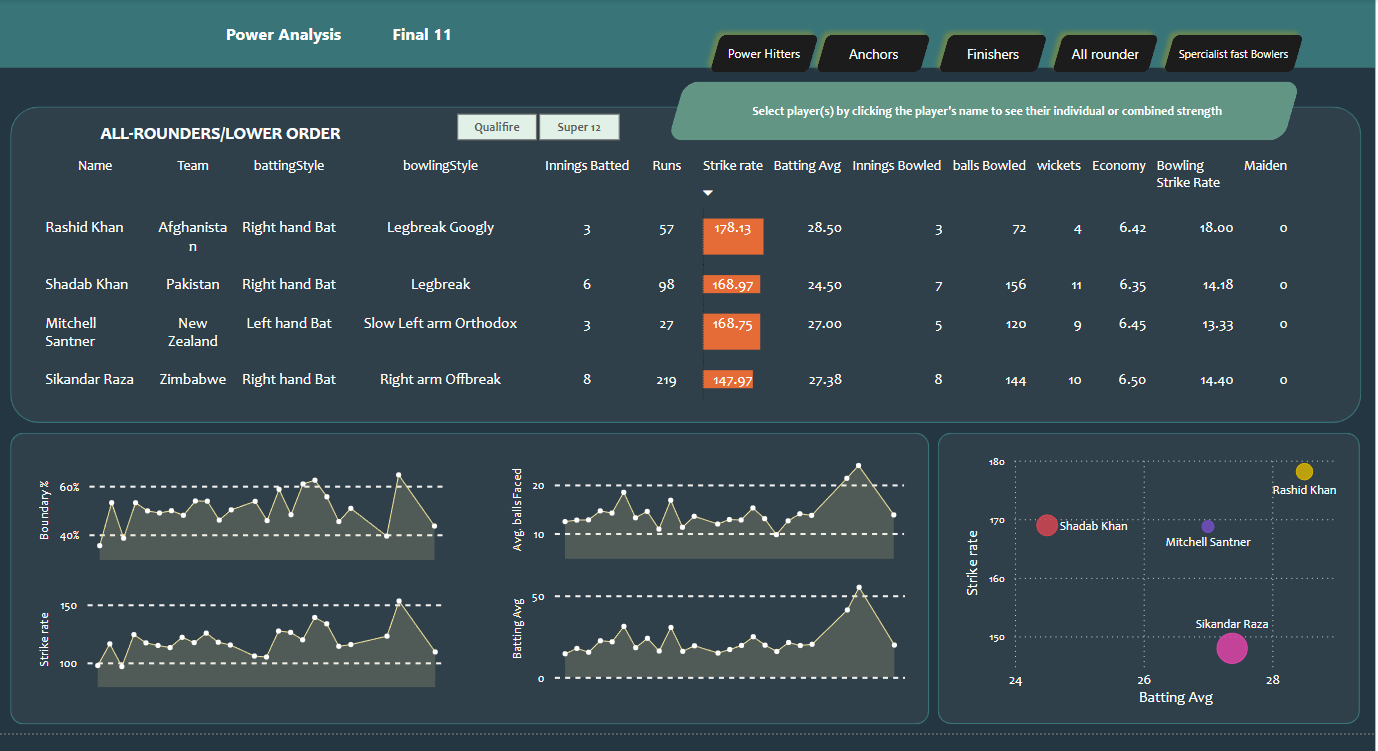 Power Analysis Final 11
Power Hitters Anchors Finishers All rounder Spercialist fast Bowlers
Select player(s) by clicking the player's name to see their individual or combined strength
ALL-ROUNDERS/LOWER ORDER
Qualifire Super 12
Name Team battingStyle bowlingStyle Innings Batted Runs Strike rate Batting Avg Innings Bowled balls Bowled wickets Economy Bowling Maiden
Strike Rate
Rashid Khan Afghanista Right hand Bat Legbreak Googly 3 57 178.13 28.50 3 72 4 6.42 18.00 0
n
Shadab Khan Pakistan Right hand Bat Legbreak 6 98 168.97 24.50 7 156 11 6.35 14.18 0
Mitchell New Left hand Bat Slow Left arm Orthodox 3 27 168.75 27.00 5 120 9 6.45 13.33 0
Santner Zealand
Sikandar Raza Zimbabwe Right hand Bat Right arm Offbreak 8 219 147.97 27.38 8 144 10 6.50 14.40 0
Boundary %
60%
40%
Avg. balls Faced
20
10
Strike rate
150
100
Batting Avg
50
0
Strike rate
180
170
160
150
Rashid Khan
Shadab Khan
Mitchell Santner
Sikandar Raza
24 26 28
Batting Avg